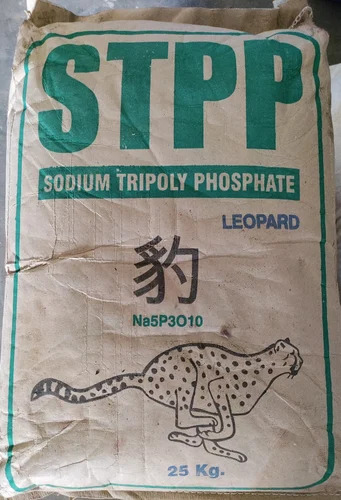 STPP
SODIUM TRIPOLY PHOSPHATE
LEOPARD
豹
Na5P3O10
25 Kg.